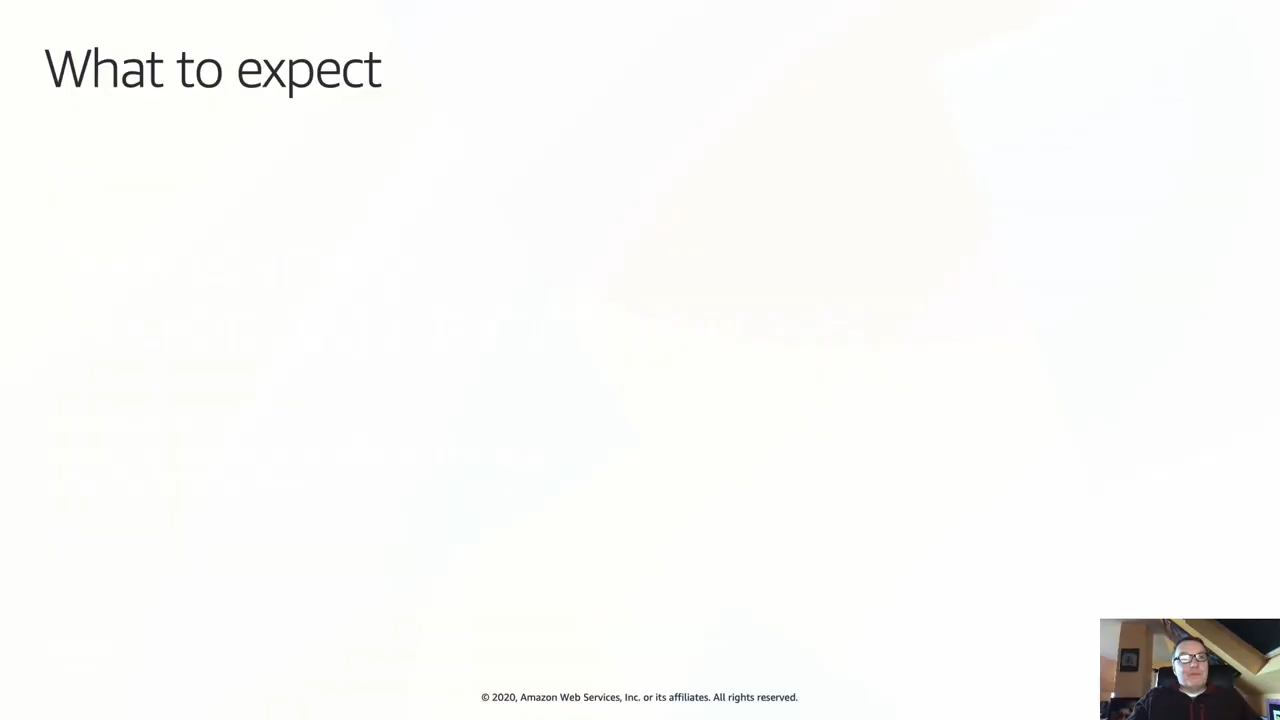 What to expect
© 2020, Amazon Web Services, Inc. or its affiliates. All rights reserved.